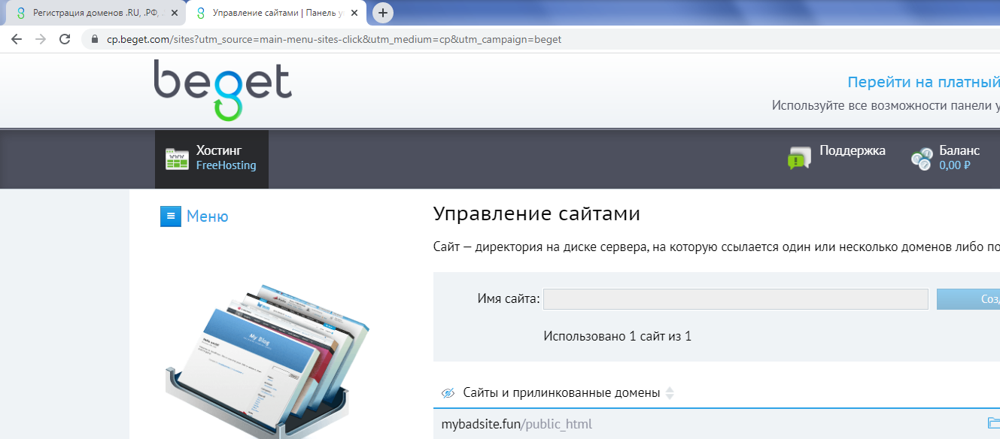 Регистрация доменов .RU, .РФ,
Управление сайтами | Панель
cp.beget.com/sites?utm_source=main-menu-sites-click&utm_medium=cp&utm_campaign=beget
beget
Перейти на платный
Используйте все возможности панели у
Хостинг
FreeHosting
Поддержка
Баланс
0,00 ₽
Меню
Управление сайтами
Сайт — директория на диске сервера, на которую ссылается один или несколько доменов либо по
Имя сайта:
Соз
Использовано 1 сайт из 1
My Blog
Сайты и прилинкованные домены
mybadsite.fun/public_html